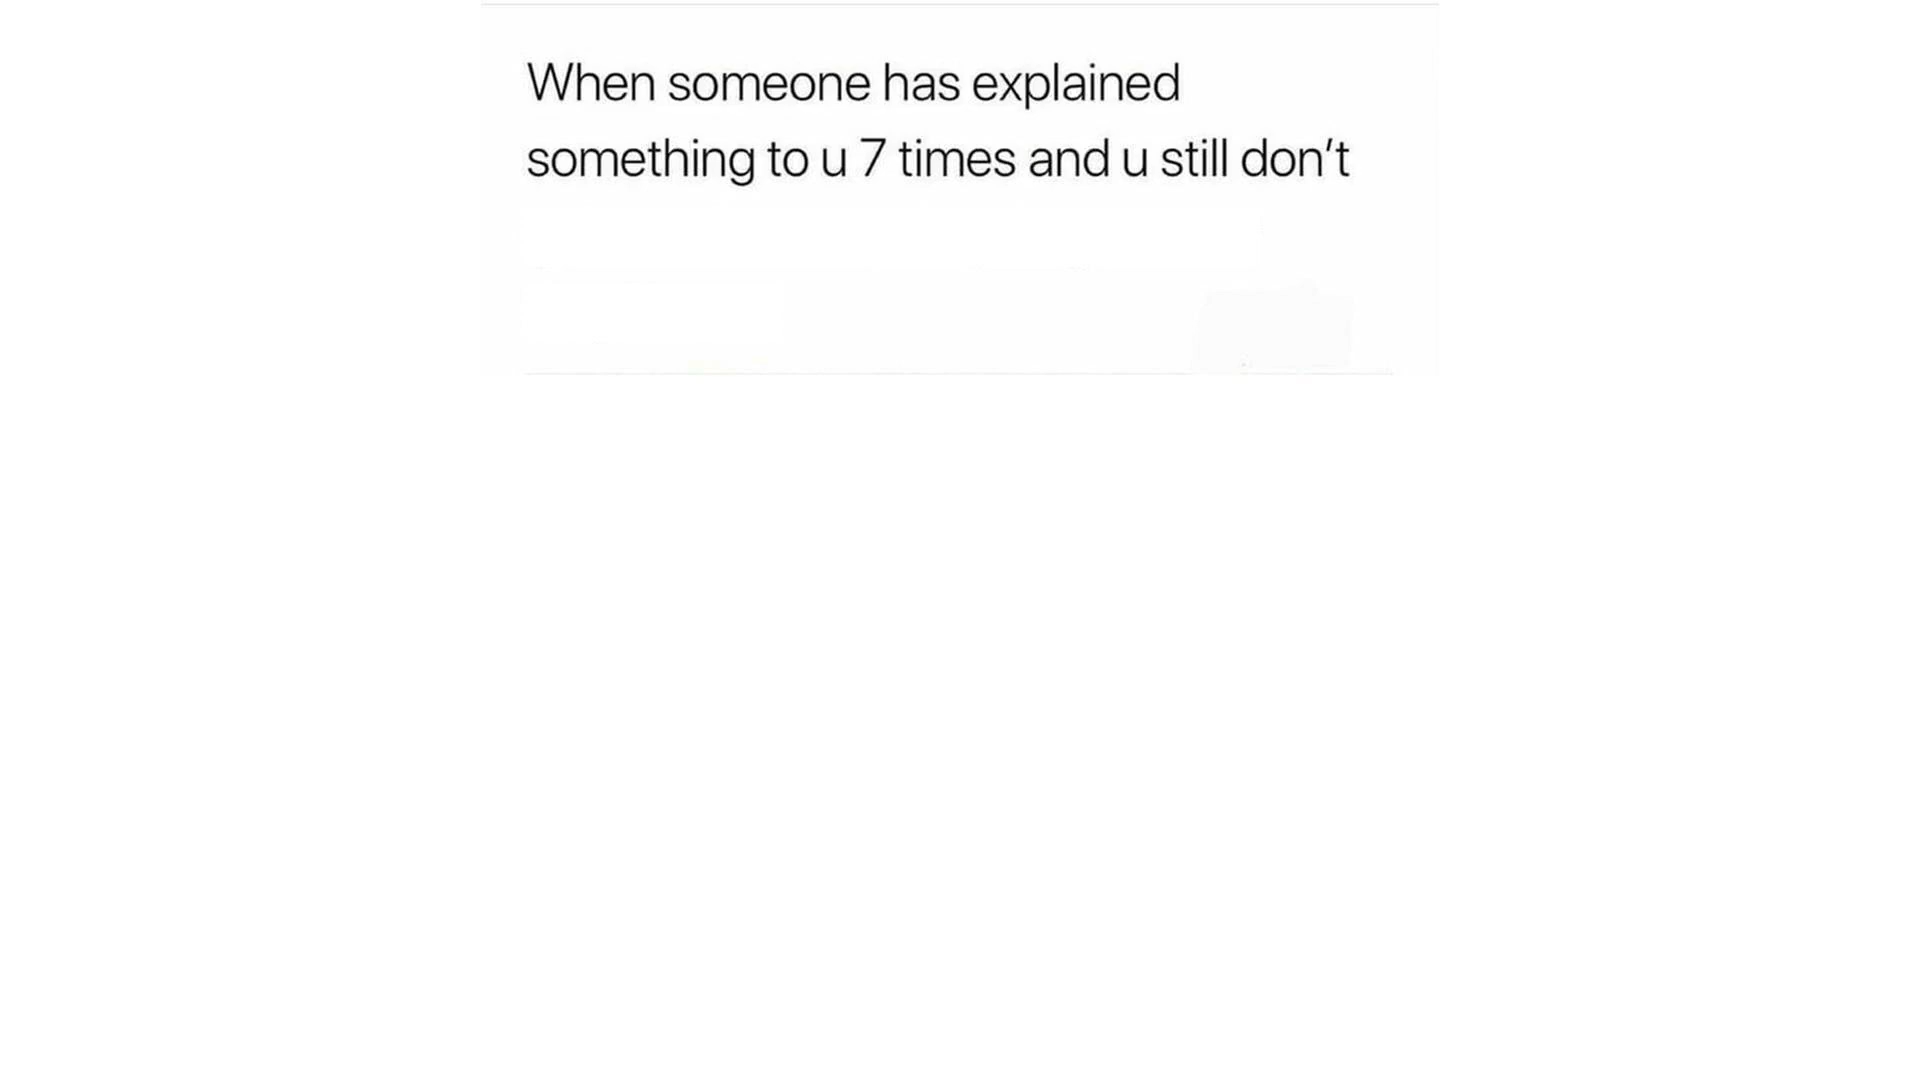 When someone has explained
something to u 7 times and u still don't